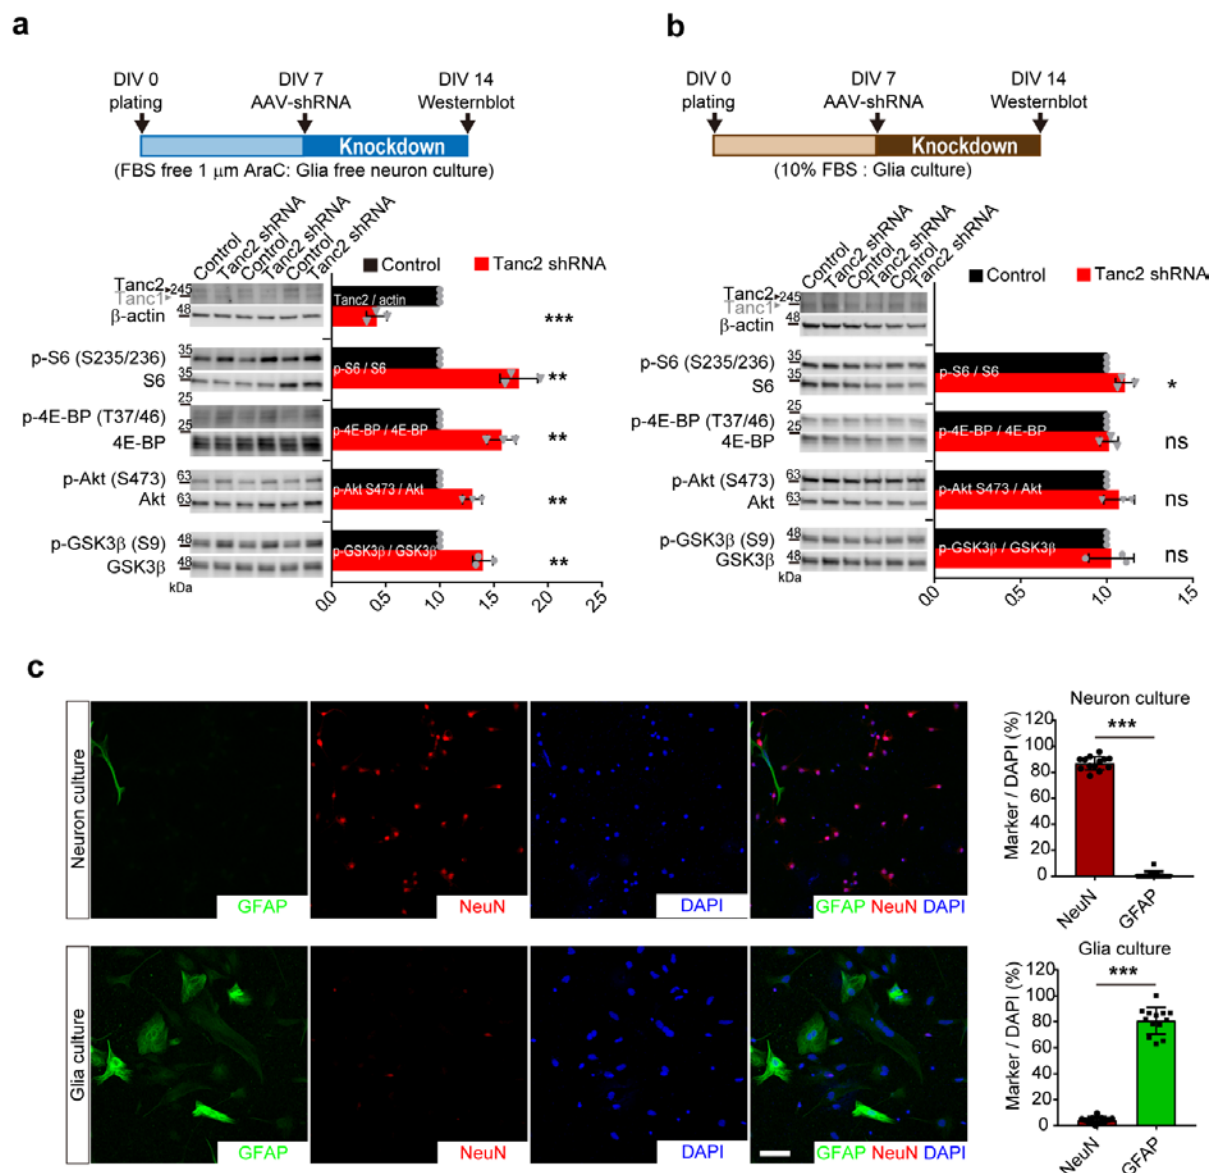 a
DIV 0
plating
DIV 7
AAV-shRNA
DIV 14
Westernblot
Knockdown
(FBS free 1 μm AraC: Glia free neuron culture)
Control
Tanc2 shRNA
Control
Tanc2 shRNA
Control
Tanc2 shRNA
Control
Tanc2 shRNA
Tanc2
245
Tanc1
β-actin
48
p-S6 (S235/236)
35
S6
35
p-4E-BP (T37/46)
25
4E-BP
25
p-Akt (S473)
63
Akt
63
p-GSK3β (S9)
48
GSK3β
48
kDa
Tanc2 / actin
***
p-S6 / S6
**
p-4E-BP / 4E-BP
**
p-Akt S473 / Akt
**
p-GSK3β / GSK3β
**
0.0
0.5
1.0
1.5
2.0
2.5
b
DIV 0
plating
DIV 7
AAV-shRNA
DIV 14
Westernblot
Knockdown
(10% FBS : Glia culture)
Control
Tanc2 shRNA
Control
Tanc2 shRNA
Control
Tanc2 shRNA
Control
Tanc2 shRNA
Tanc2
245
Tanc1
β-actin
48
p-S6 (S235/236)
35
S6
35
p-4E-BP (T37/46)
25
4E-BP
25
p-Akt (S473)
63
Akt
63
p-GSK3β (S9)
48
GSK3β
48
kDa
p-S6 / S6
*
p-4E-BP / 4E-BP
ns
p-Akt S473 / Akt
ns
p-GSK3β / GSK3β
ns
0.0
0.5
1.0
1.5
c
Neuron culture
GFAP
NeuN
DAPI
GFAP NeuN DAPI
Neuron culture
***
Marker / DAPI (%)
120
100
80
60
40
20
0
NeuN
GFAP
Glia culture
GFAP
NeuN
DAPI
GFAP NeuN DAPI
Glia culture
***
Marker / DAPI (%)
120
100
80
60
40
20
0
NeuN
GFAP